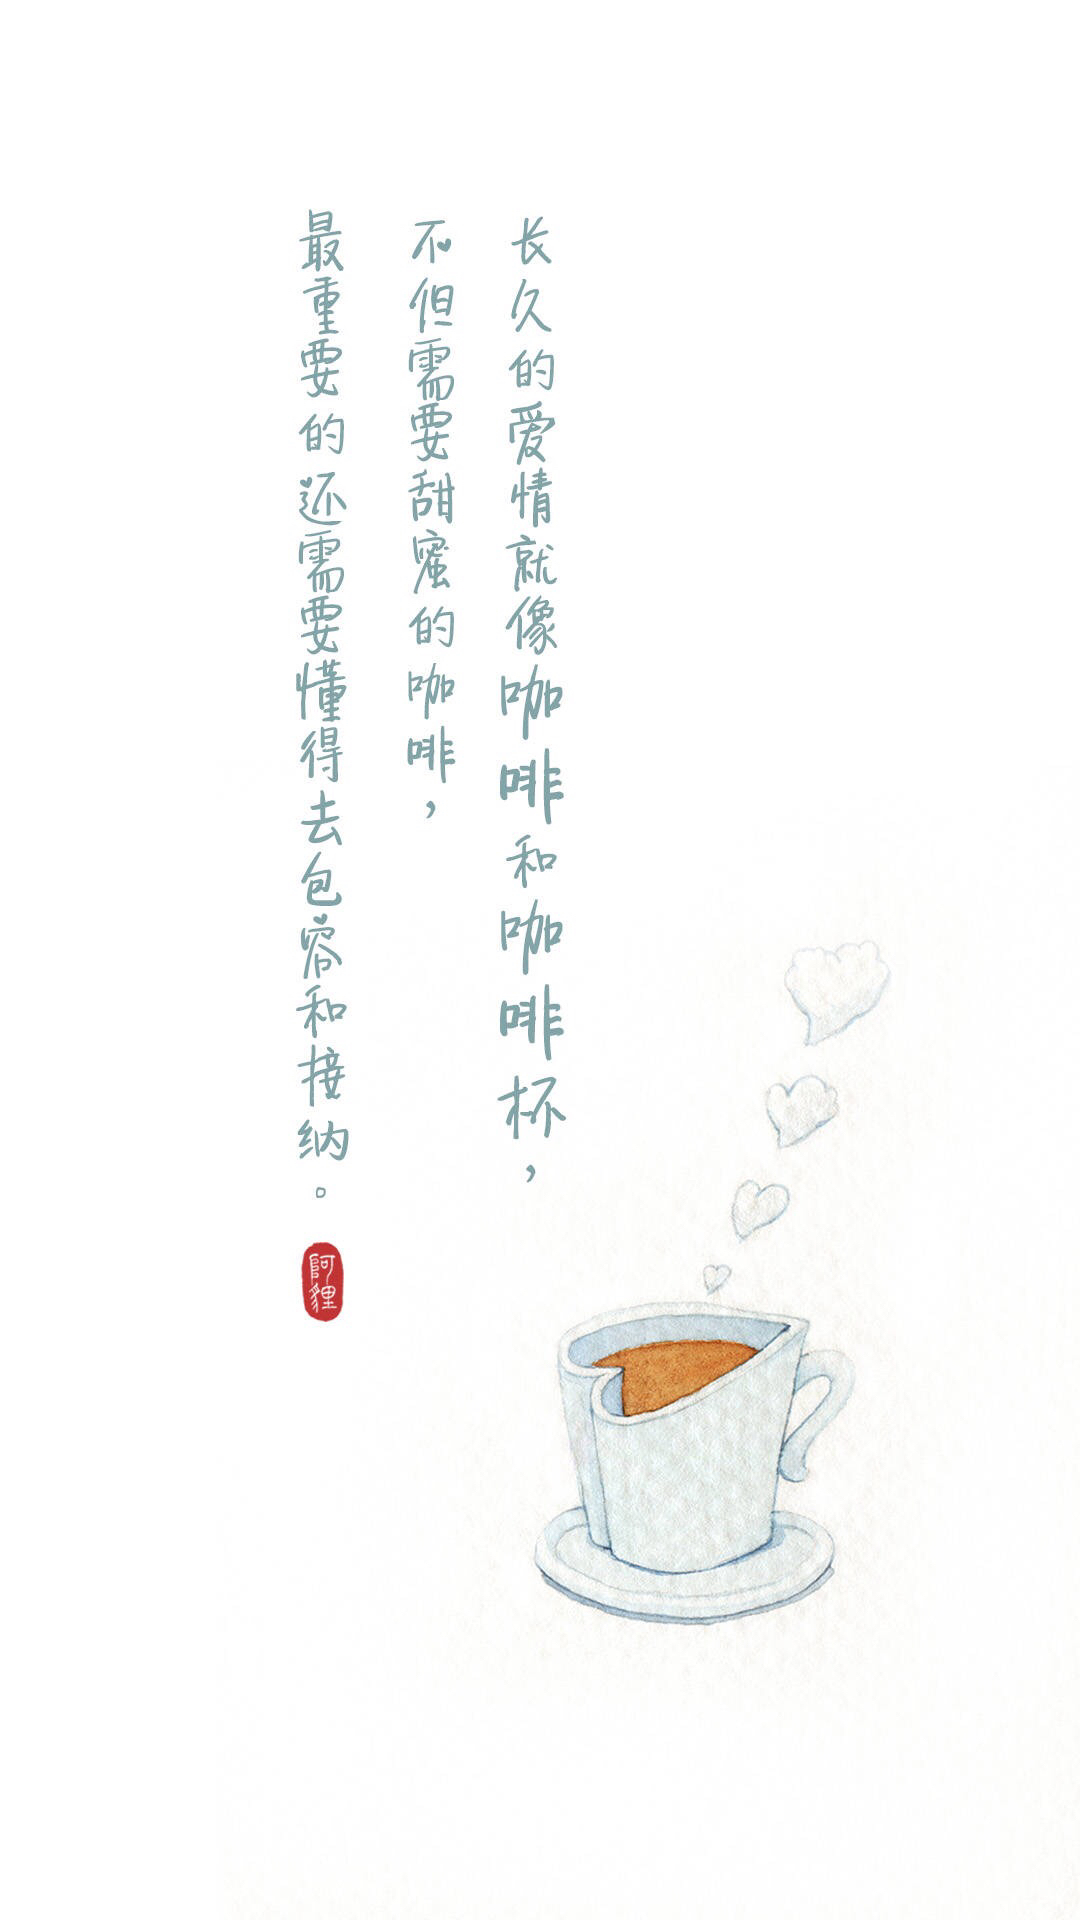 长久的爱情就像咖啡和咖啡杯，
不但需要甜蜜的咖啡，
最重要的还需要懂得去包容和接纳。
阿貍